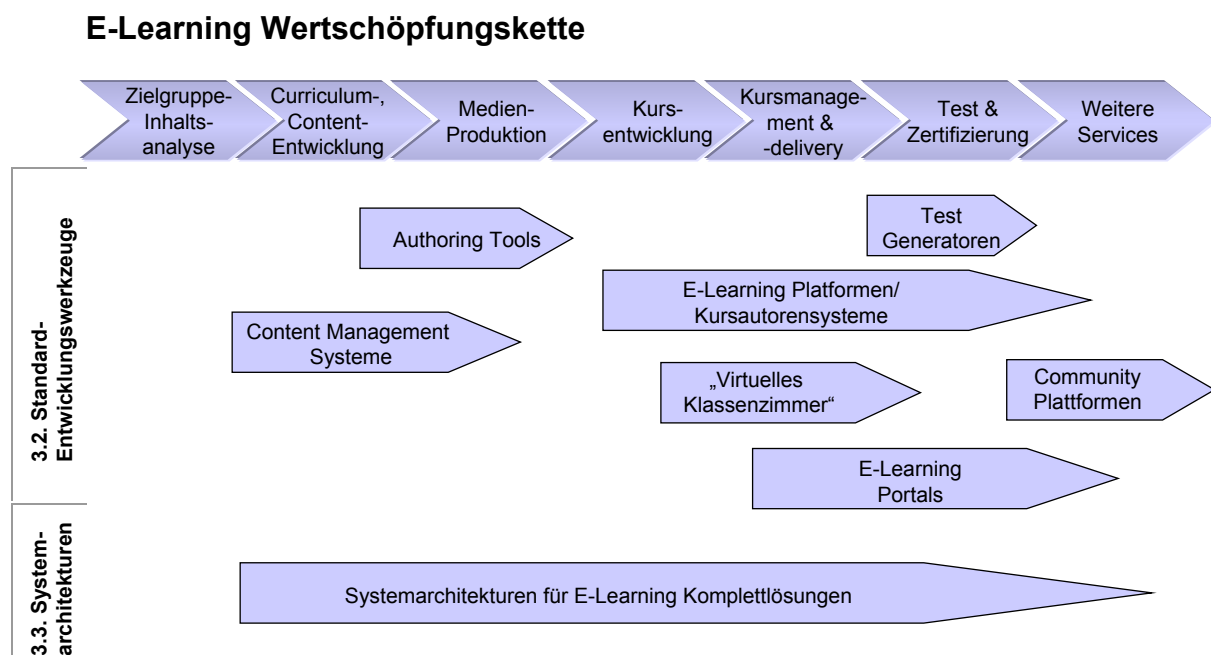 E-Learning Wertschöpfungskette
Zielgruppe-
Inhalts-
analyse
Curriculum-,
Content-
Entwicklung
Medien-
Produktion
Kurs-
entwicklung
Kursmanage-
ment &
-delivery
Test &
Zertifizierung
Weitere
Services
3.2. Standard-
Entwicklungswerkzeuge
Authoring Tools
Test
Generatoren
E-Learning Platformen/
Kursautorensysteme
Content Management
Systeme
„Virtuelles
Klassenzimmer“
Community
Plattformen
E-Learning
Portals
3.3. System-
architekturen
Systemarchitekturen für E-Learning Komplettlösungen